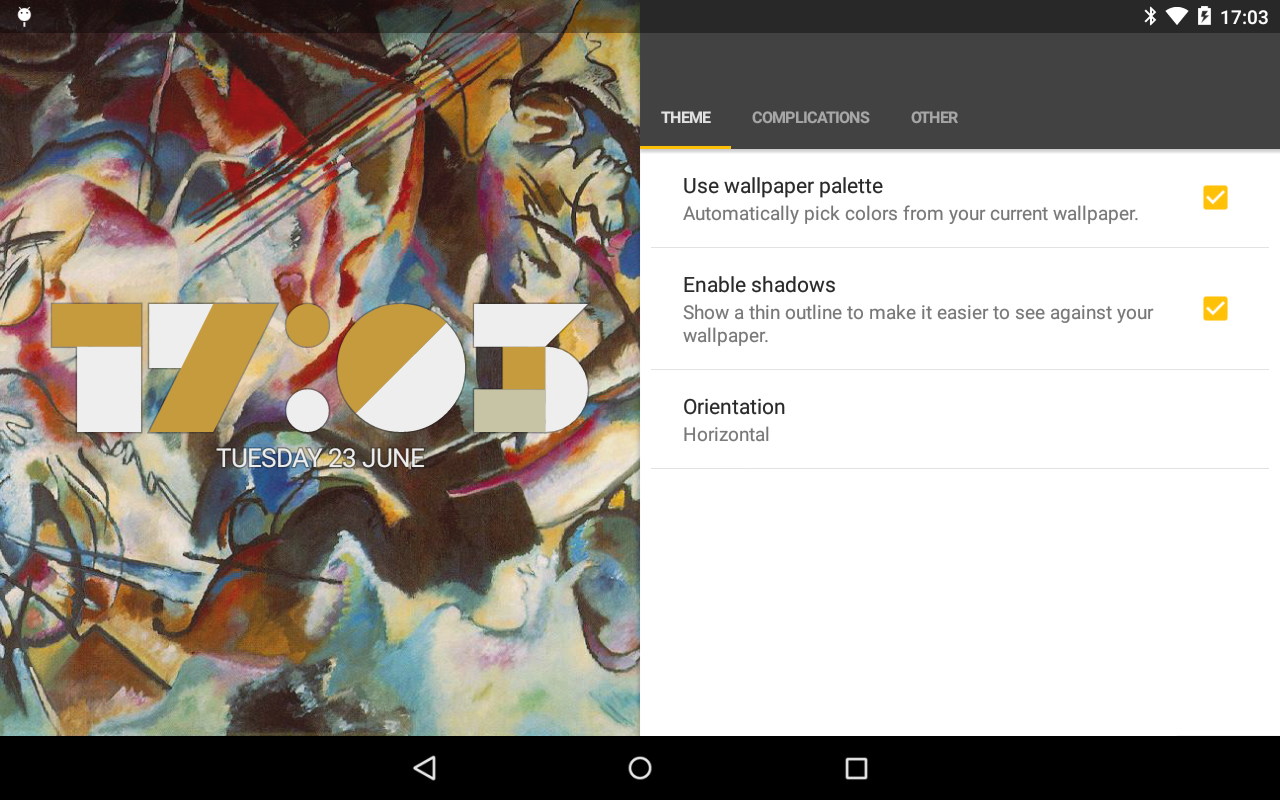 17:03
THEME COMPLICATIONS OTHER
Use wallpaper palette
Automatically pick colors from your current wallpaper.
Enable shadows
Show a thin outline to make it easier to see against your
wallpaper.
Orientation
Horizontal
17:03
TUESDAY 23 JUNE